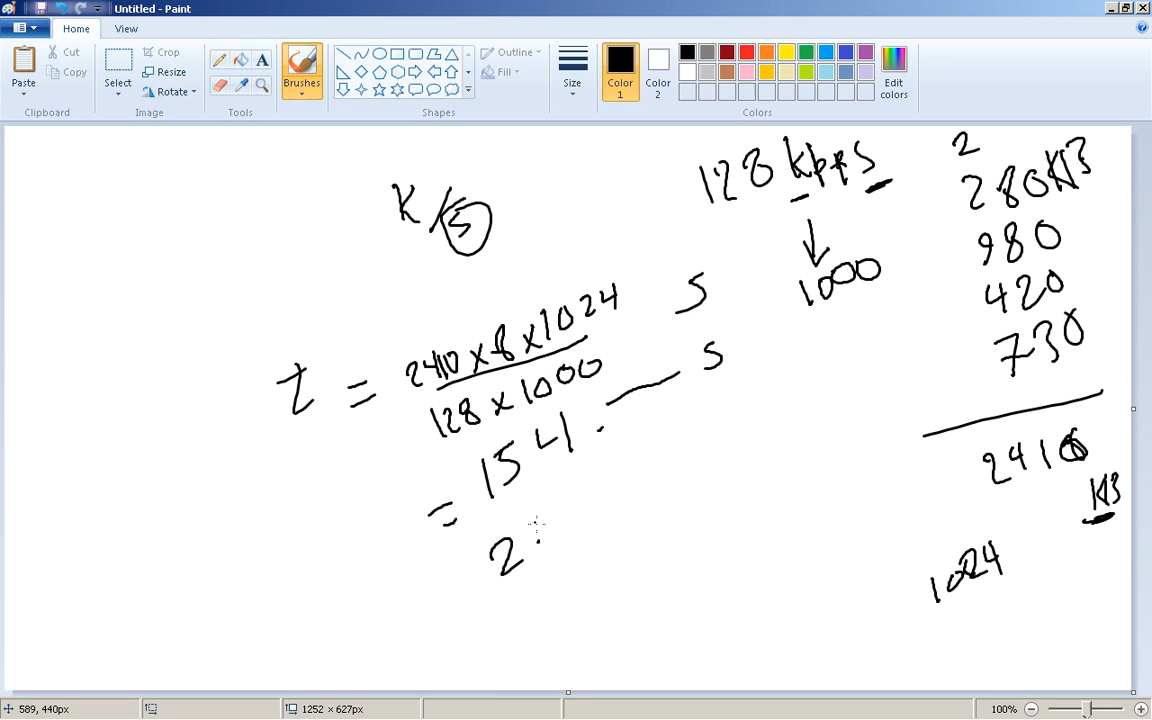 Untitled - Paint
Home View
Paste Cut Copy Clipboard
Select Crop Resize Rotate Image
Tools
Brushes
Outline Fill Shapes
Size
Color 1 Color 2 Edit colors Colors
K/s
128 kbps
1000
2
280KB
980
420
730
2410
KB
1024
t = 2410 x 8 x 1024 s
128 x 1000
= 154 . s
2 .
589, 440px 1252 × 627px 100%